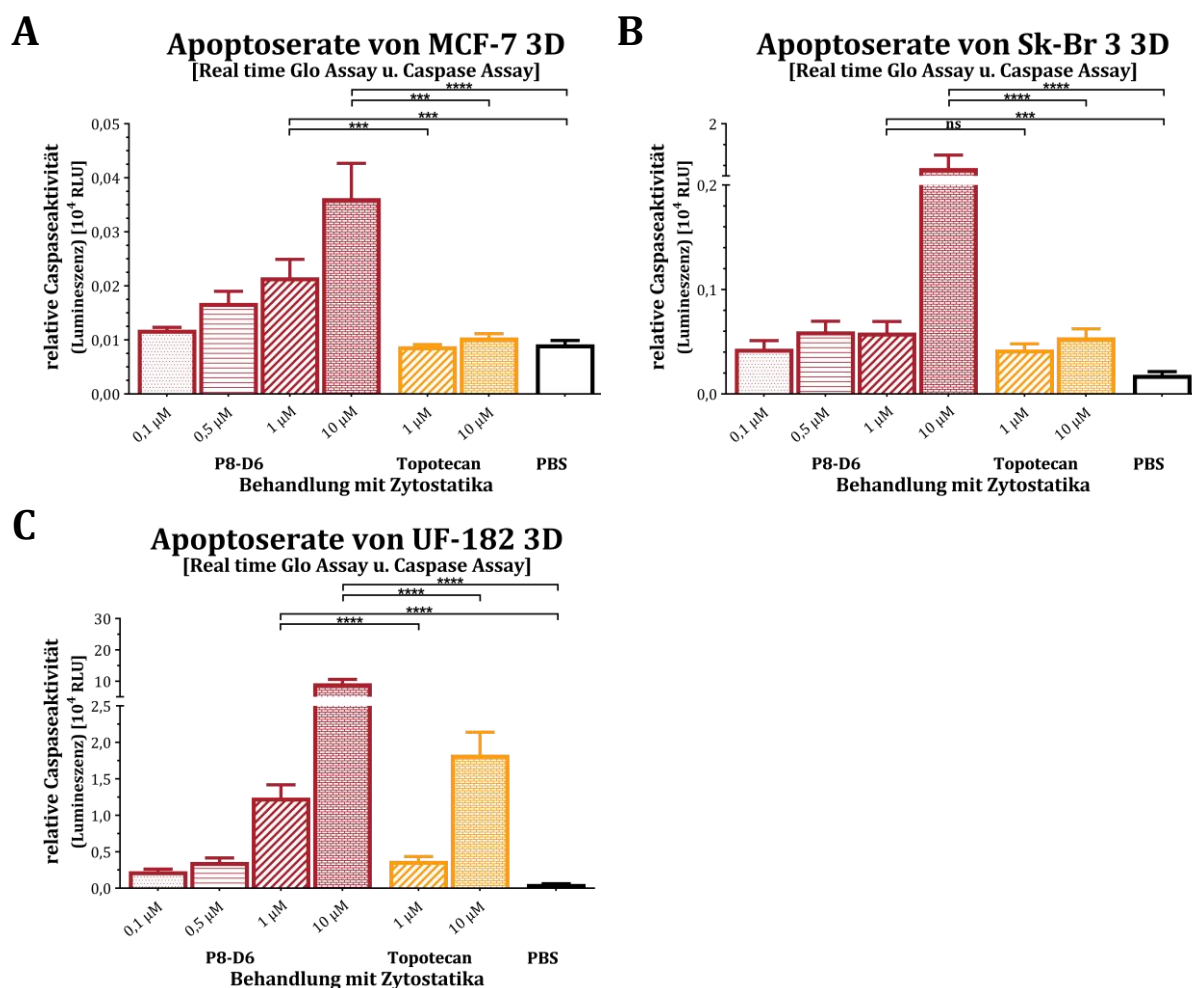 A
Apoptoserate von MCF-7 3D
[Real time Glo Assay u. Caspase Assay]
****
***
***
***
relative Caspaseaktivität
(Lumineszenz) [10⁴ RLU]
0,05
0,04
0,03
0,02
0,01
0,00
0,1 µM
0,5 µM
1 µM
10 µM
1 µM
10 µM
P8-D6
Topotecan
PBS
Behandlung mit Zytostatika
B
Apoptoserate von Sk-Br 3 3D
[Real time Glo Assay u. Caspase Assay]
****
****
***
ns
relative Caspaseaktivität
(Lumineszenz) [10⁴ RLU]
2
0,2
0,1
0,0
0,1 µM
0,5 µM
1 µM
10 µM
1 µM
10 µM
P8-D6
Topotecan
PBS
Behandlung mit Zytostatika
C
Apoptoserate von UF-182 3D
[Real time Glo Assay u. Caspase Assay]
****
****
****
****
relative Caspaseaktivität
(Lumineszenz) [10⁴ RLU]
30
20
10
2,5
2,0
1,5
1,0
0,5
0,0
0,1 µM
0,5 µM
1 µM
10 µM
1 µM
10 µM
P8-D6
Topotecan
PBS
Behandlung mit Zytostatika